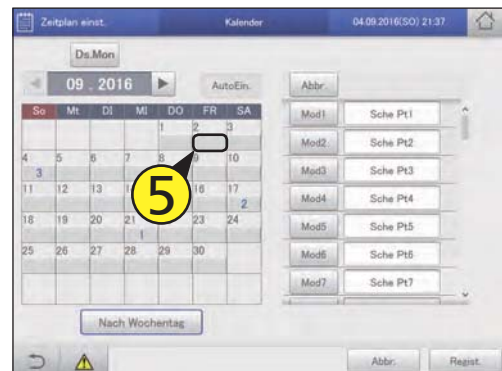 Zeitplan einst. Kalender 04.09.2016(SO) 21:37
Ds.Mon
09 . 2016 AutoEin. Abbr
So Mt DI MI DO FR SA
1 2 3
4 5 6 7 8 9 10
3
11 12 13 16 17
2
18 19 20 21 23 24
1
25 26 27 28 29 30
5
Mod1 Sche Pt1
Mod2 Sche Pt2
Mod3 Sche Pt3
Mod4 Sche Pt4
Mod5 Sche Pt5
Mod6 Sche Pt6
Mod7 Sche Pt7
Nach Wochentag
Abbr. Regist.